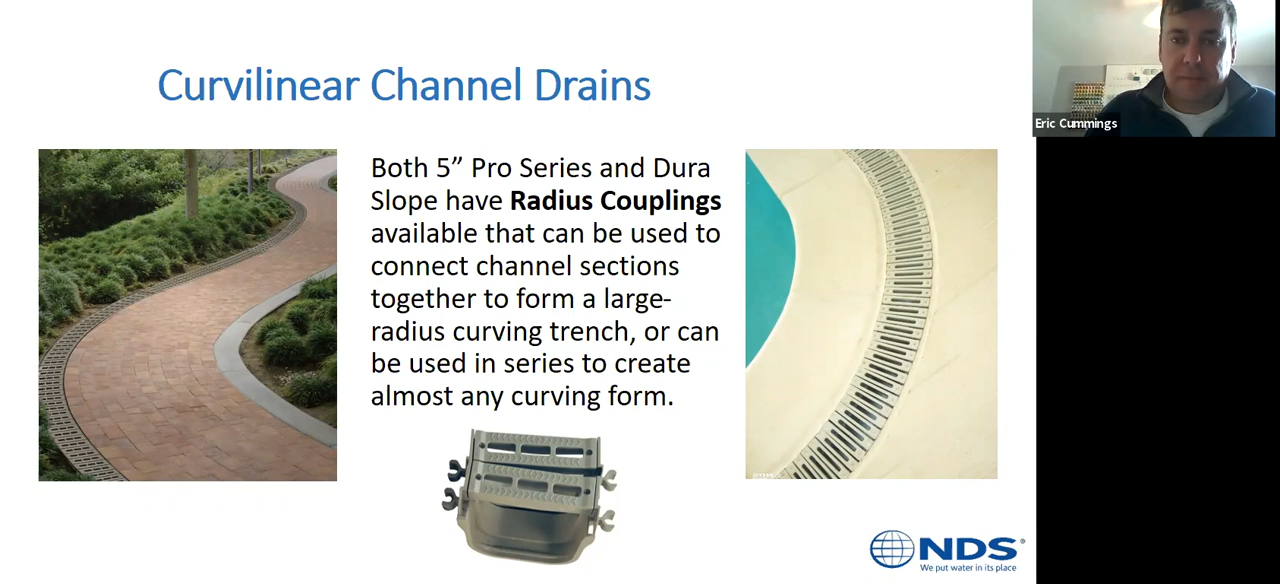 Curvilinear Channel Drains
Both 5” Pro Series and Dura
Slope have Radius Couplings
available that can be used to
connect channel sections
together to form a large-
radius curving trench, or can
be used in series to create
almost any curving form.
NDS®
We put water in its place
Eric Cummings